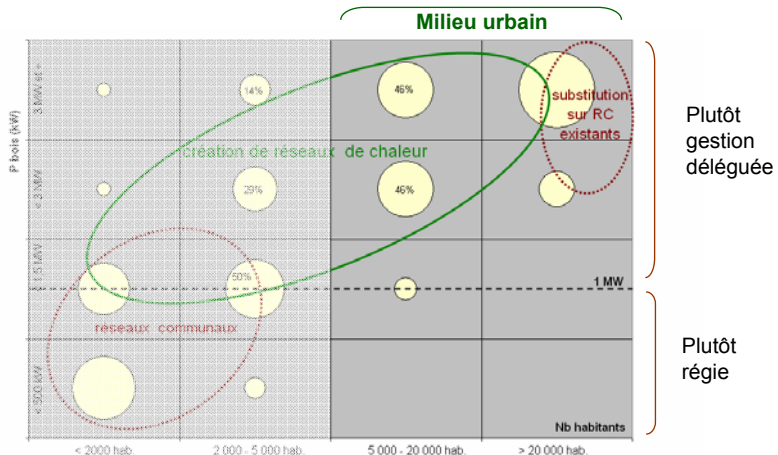 Milieu urbain
P bois (kW)
3 MW et +
14%
46%
substitution
sur RC
existants
Plutôt
gestion
déléguée
création de réseaux de chaleur
< 3 MW
29%
46%
1,5 MW
50%
1 MW
réseaux communaux
Plutôt
régie
< 500 kW
Nb habitants
< 2000 hab.
2 000 - 5 000 hab.
5 000 - 20 000 hab.
> 20 000 hab.